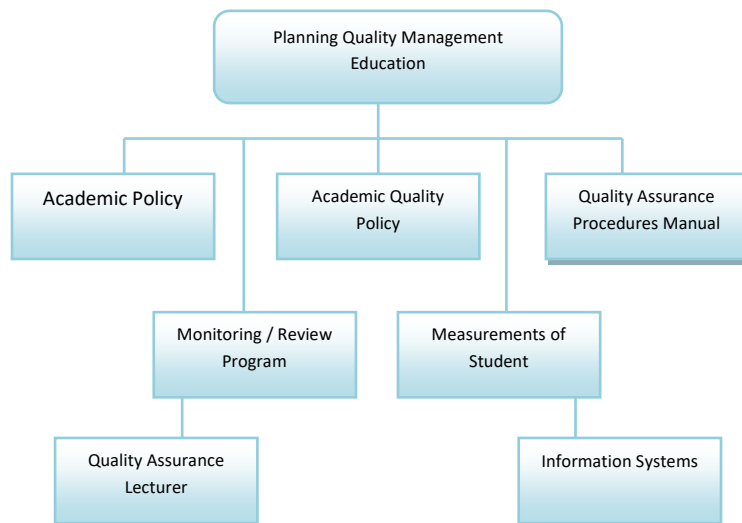 Planning Quality Management
Education
Academic Policy
Academic Quality
Policy
Quality Assurance
Procedures Manual
Monitoring / Review
Program
Measurements of
Student
Quality Assurance
Lecturer
Information Systems